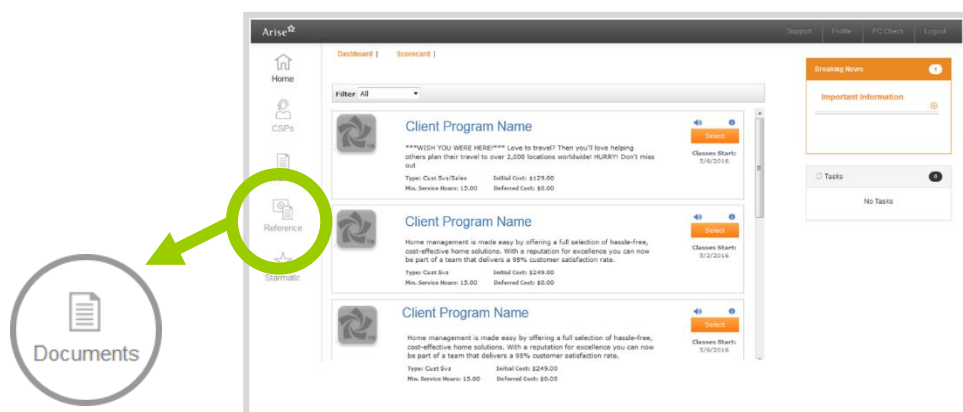 Arise
Support Profile PC Check Logout
Home
CSPs
Reference
Starmatic
Documents
Dashboard | Scorecard |
Filter All
Client Program Name
***WISH YOU WERE HERE!*** Love to travel? Then you'll love helping
others plan their travel to over 2,000 locations worldwide! HURRY! Don't miss
out
Type: Cust Svs/Sales Initial Cost: $129.00
Min. Service Hours: 15.00 Deferred Cost: $0.00
Select
Classes Start:
5/6/2016
Client Program Name
Home management is made easy by offering a full selection of hassle-free,
cost-effective home solutions. With a reputation for excellence you can now
be part of a team that delivers a 95% customer satisfaction rate.
Type: Cust Svs Initial Cost: $249.00
Min. Service Hours: 15.00 Deferred Cost: $0.00
Select
Classes Start:
5/2/2016
Client Program Name
Home management is made easy by offering a full selection of hassle-free,
cost-effective home solutions. With a reputation for excellence you can now
be part of a team that delivers a 95% customer satisfaction rate.
Type: Cust Svs Initial Cost: $249.00
Min. Service Hours: 15.00 Deferred Cost: $0.00
Select
Classes Start:
5/6/2016
Breaking News 1
Important Information
Tasks 0
No Tasks